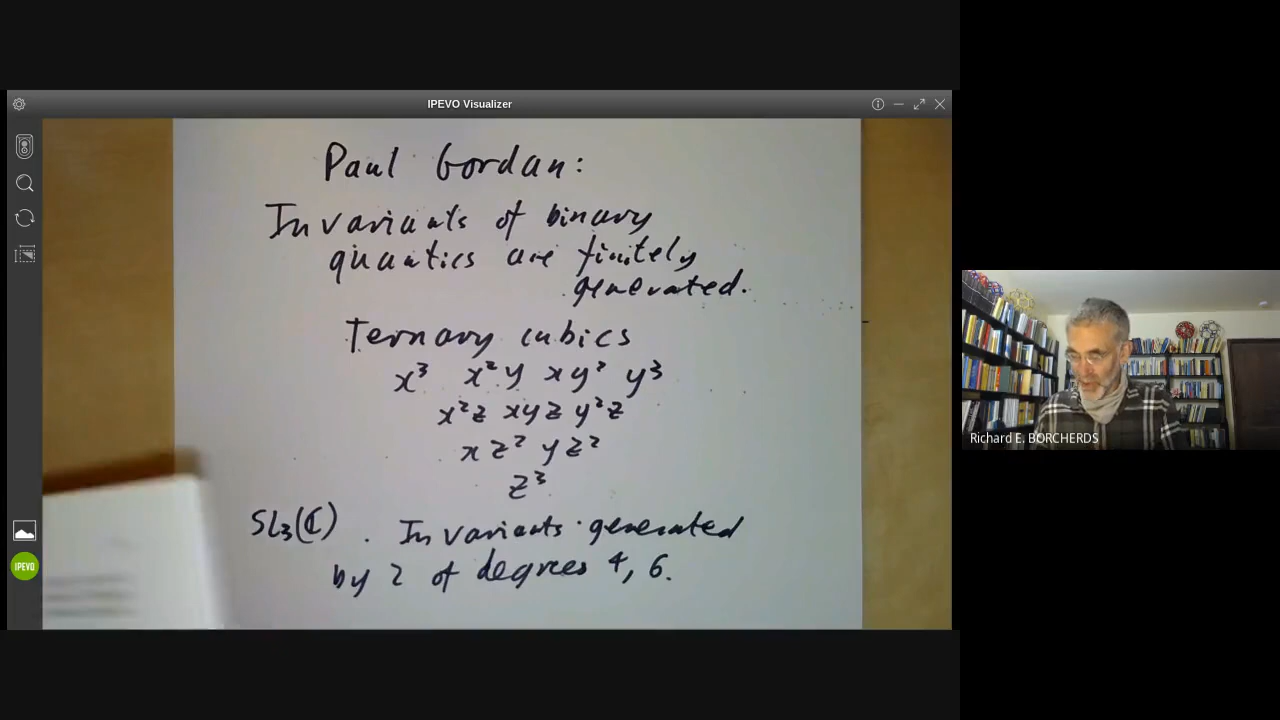 IPEVO Visualizer
Paul Gordan:
Invariants of binary
quantics are finitely
generated.
Ternary cubics
x³ x²y xy² y³
x²z xyz y²z
xz² yz²
z³
SL₃(ℂ). Invariants generated
by 2 of degrees 4, 6.
IPEVO
Richard E. BORCHERDS